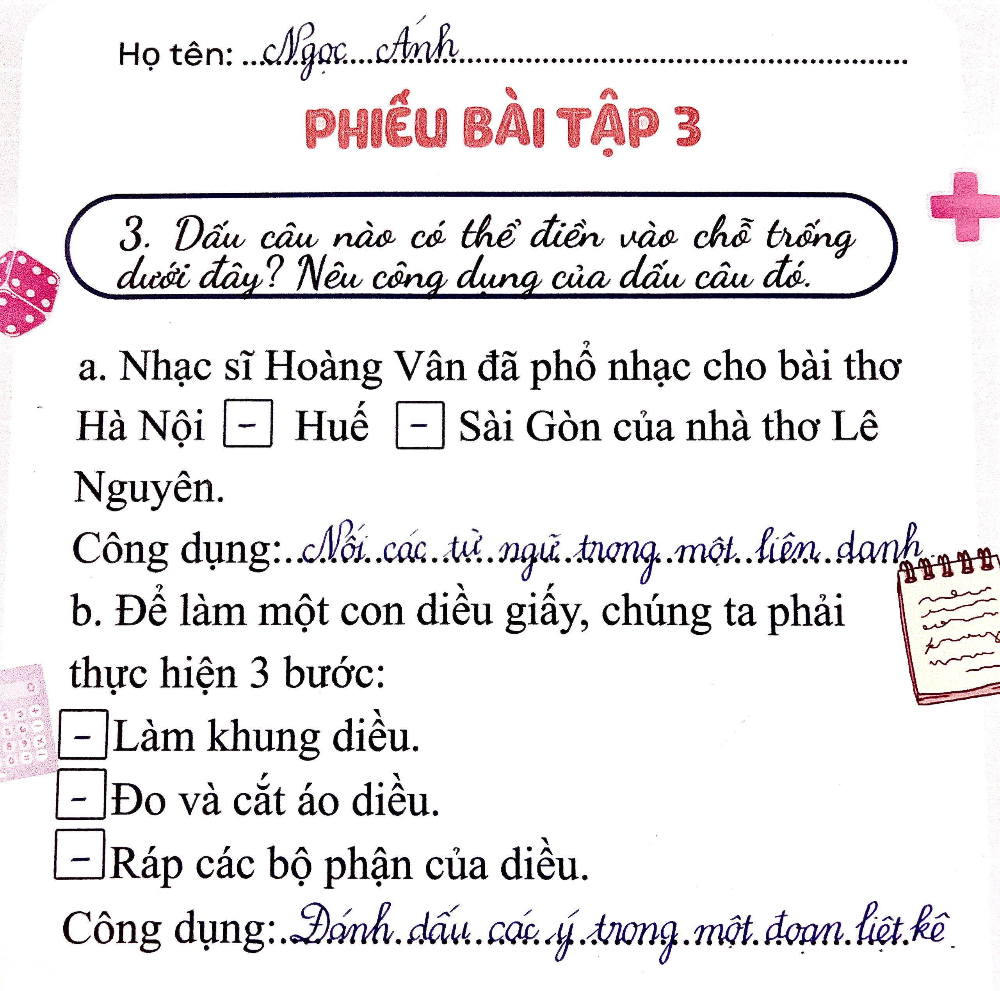 Họ tên: Ngọc Ánh
PHIẾU BÀI TẬP 3
3. Dấu câu nào có thể điền vào chỗ trống
dưới đây? Nêu công dụng của dấu câu đó.
a. Nhạc sĩ Hoàng Vân đã phổ nhạc cho bài thơ
Hà Nội - Huế - Sài Gòn của nhà thơ Lê
Nguyên.
Công dụng: Nối các từ ngữ trong một liên danh.
b. Để làm một con diều giấy, chúng ta phải
thực hiện 3 bước:
- Làm khung diều.
- Đo và cắt áo diều.
- Ráp các bộ phận của diều.
Công dụng: Đánh dấu các ý trong một đoạn liệt kê.